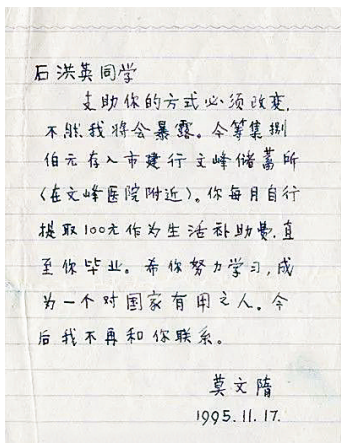 石洪英同学
支助你的方式必须改变,
不然我将会暴露。今筹集捌
佰元存入市建行文峰储蓄所
(在文峰医院附近)。你每月自行
提取100元作为生活补助费,直
至你毕业。希你努力学习,成
为一个对国家有用之人。今
后我不再和你联系。
莫文隋
1995.11.17.